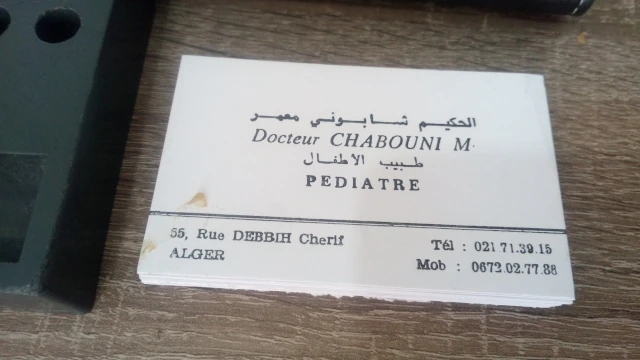 الحكيم شابوني معمر
Docteur CHABOUNI M.
طبيب الأطفال
PEDIATRE
55, Rue DEBBIH Cherif
ALGER
Tél : 021.71.39.15
Mob : 0672.02.77.88